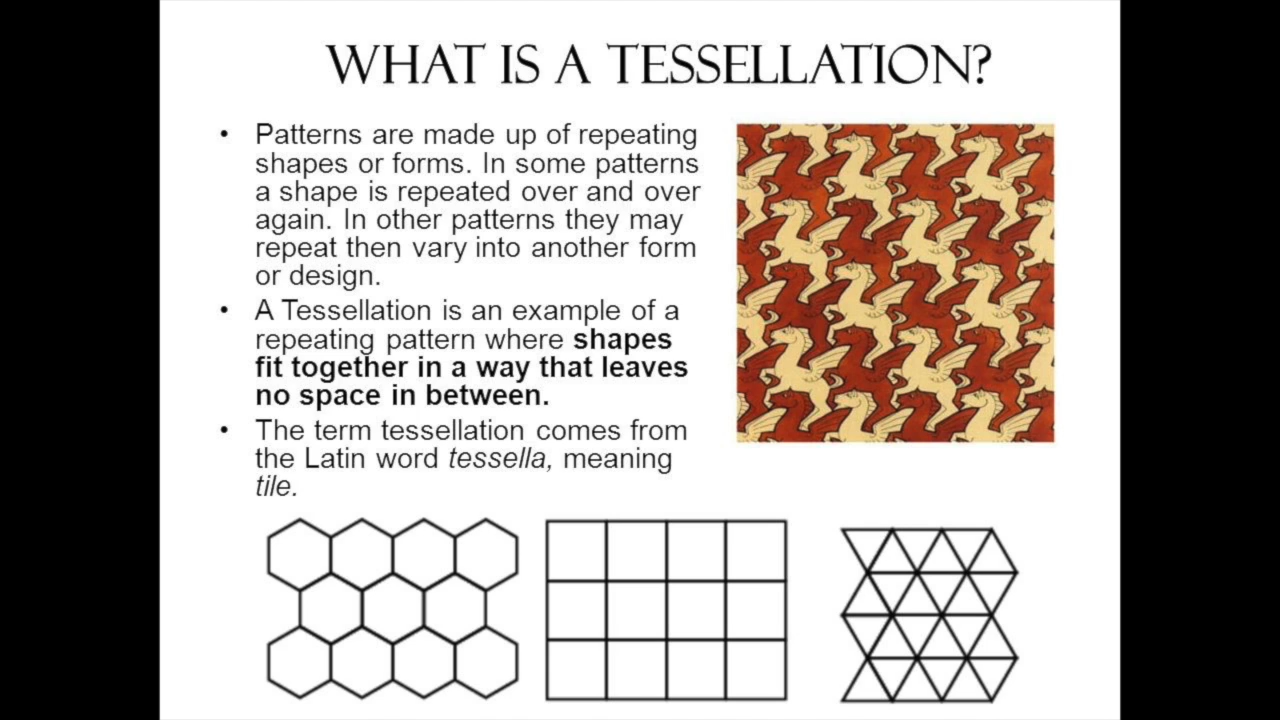 WHAT IS A TESSELLATION?
• Patterns are made up of repeating
shapes or forms. In some patterns
a shape is repeated over and over
again. In other patterns they may
repeat then vary into another form
or design.
• A Tessellation is an example of a
repeating pattern where shapes
fit together in a way that leaves
no space in between.
• The term tessellation comes from
the Latin word tessella, meaning
tile.